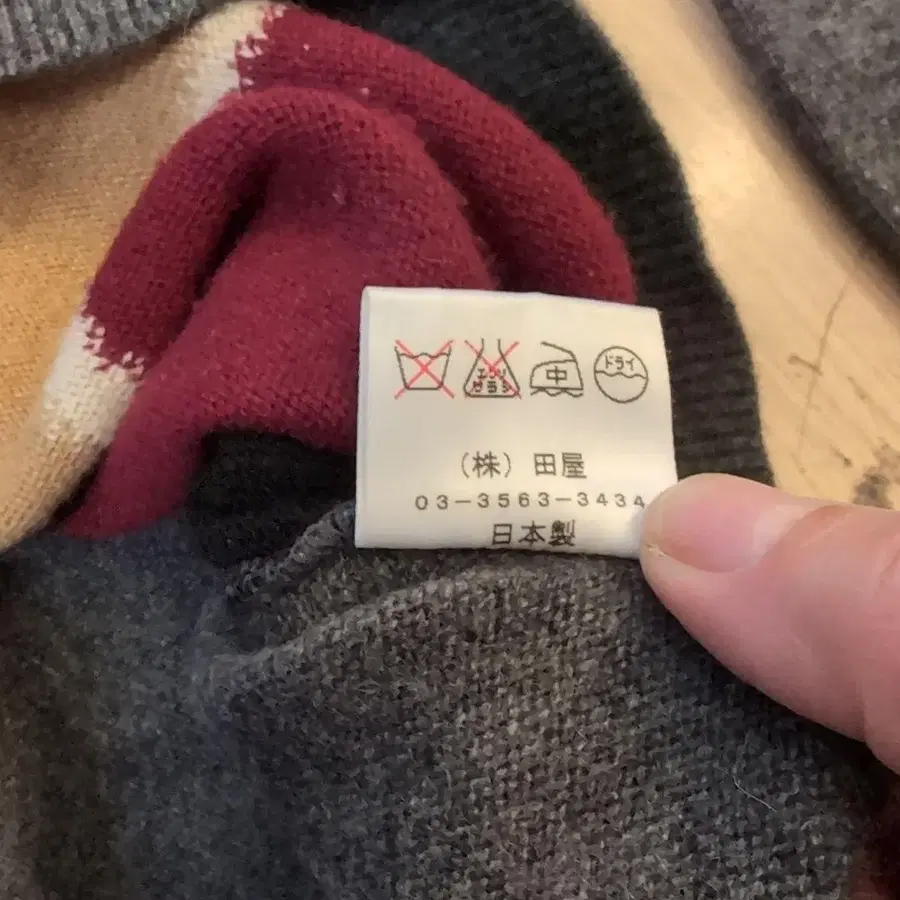 エンソ
サラシ
中
ドライ
(株) 田屋
03-3563-3434
日本製